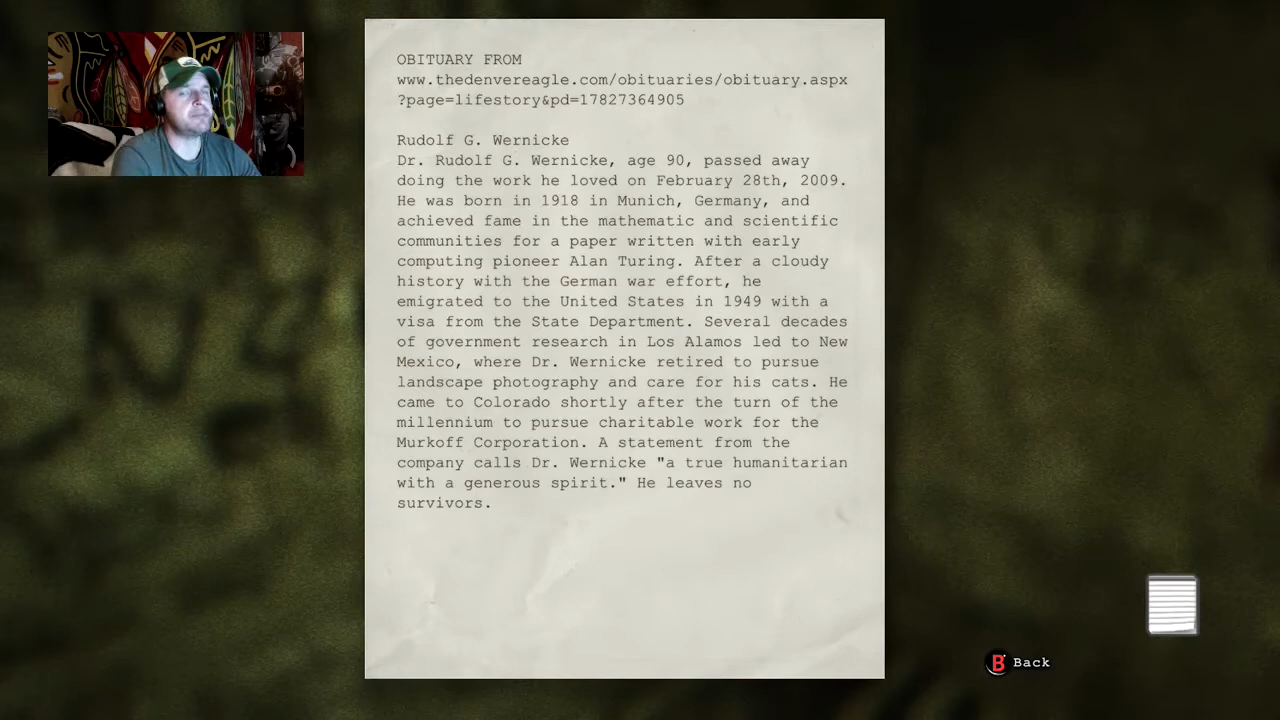 OBITUARY FROM
www.thedenvereagle.com/obituaries/obituary.aspx
?page=lifestory&pd=17827364905
Rudolf G. Wernicke
Dr. Rudolf G. Wernicke, age 90, passed away
doing the work he loved on February 28th, 2009.
He was born in 1918 in Munich, Germany, and
achieved fame in the mathematic and scientific
communities for a paper written with early
computing pioneer Alan Turing. After a cloudy
history with the German war effort, he
emigrated to the United States in 1949 with a
visa from the State Department. Several decades
of government research in Los Alamos led to New
Mexico, where Dr. Wernicke retired to pursue
landscape photography and care for his cats. He
came to Colorado shortly after the turn of the
millennium to pursue charitable work for the
Murkoff Corporation. A statement from the
company calls Dr. Wernicke "a true humanitarian
with a generous spirit." He leaves no
survivors.
B Back